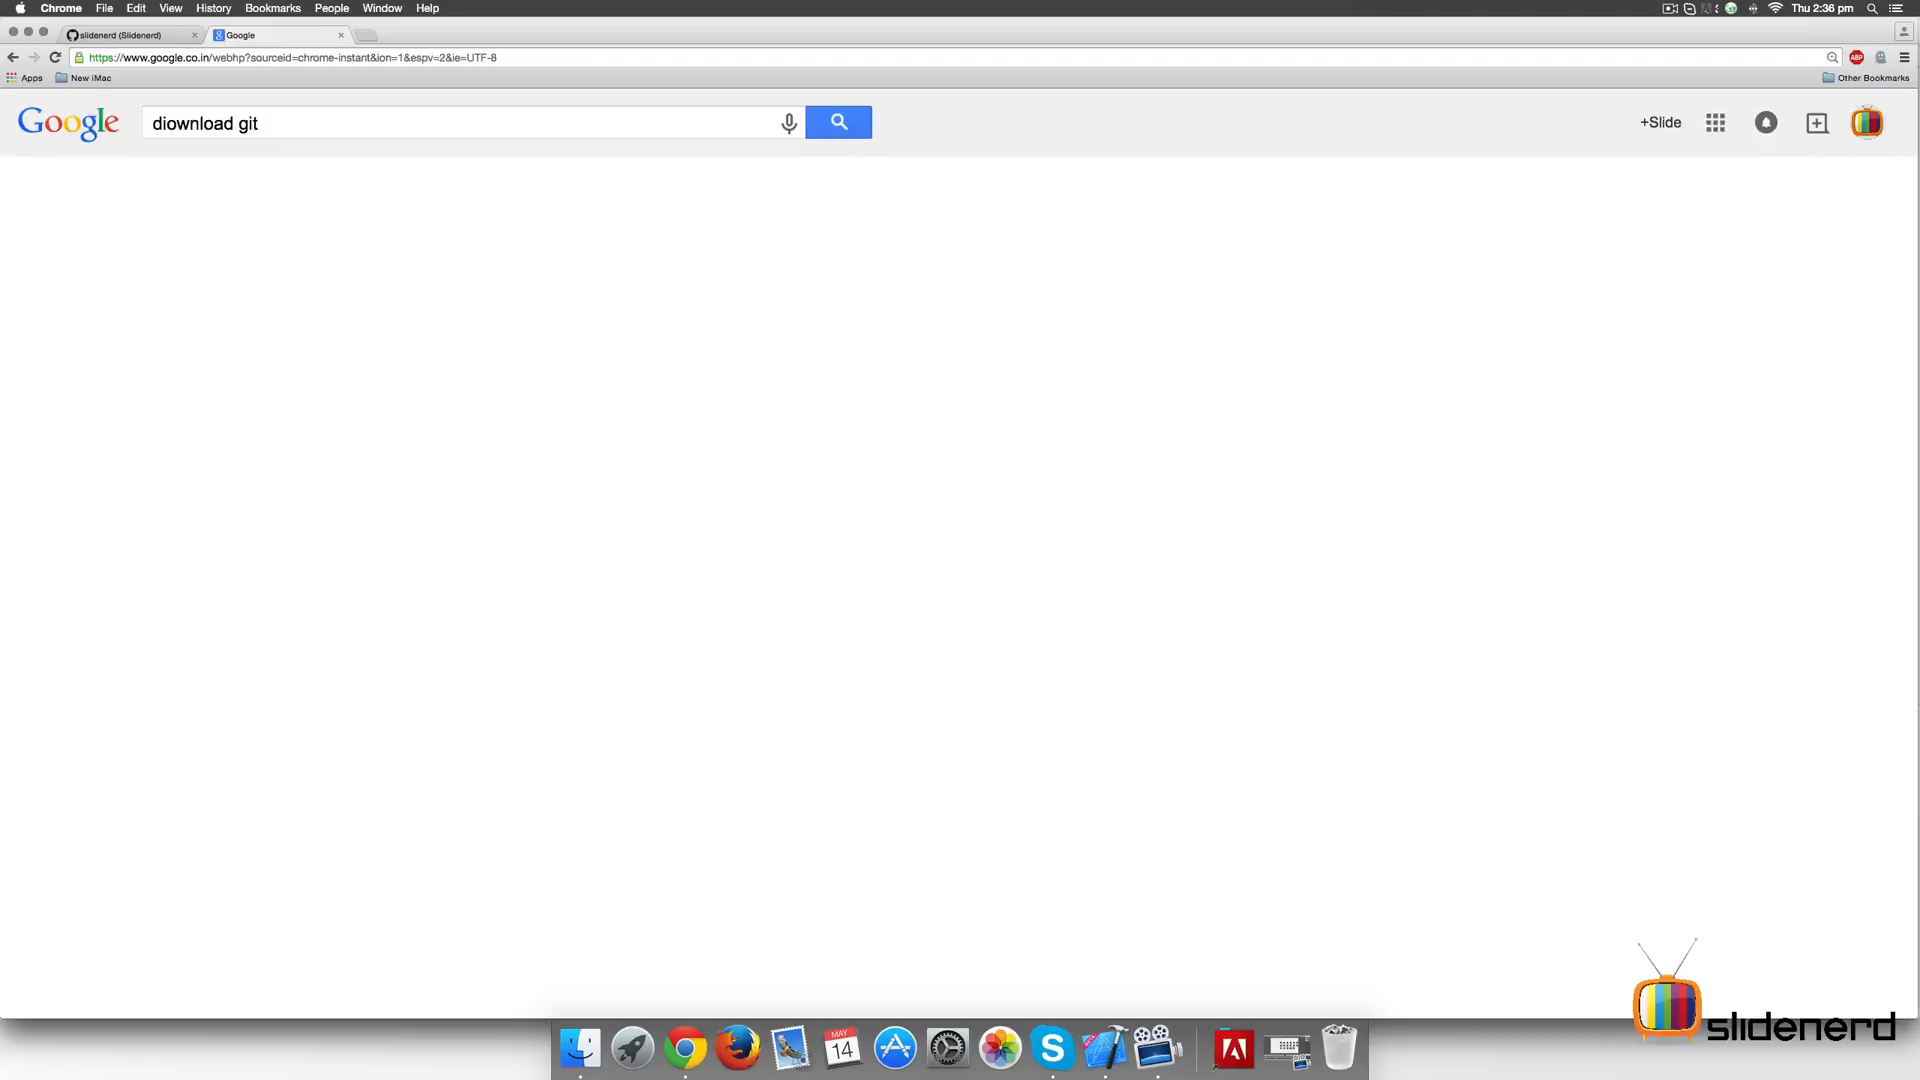 Chrome File Edit View History Bookmarks People Window Help
Thu 2:36 pm
slidenerd (Slidenerd)
Google
https://www.google.co.in/webhp?sourceid=chrome-instant&ion=1&espv=2&ie=UTF-8
ABP
Apps New iMac
Other Bookmarks
Google
diownload git
+Slide
MAY
14
slidenerd